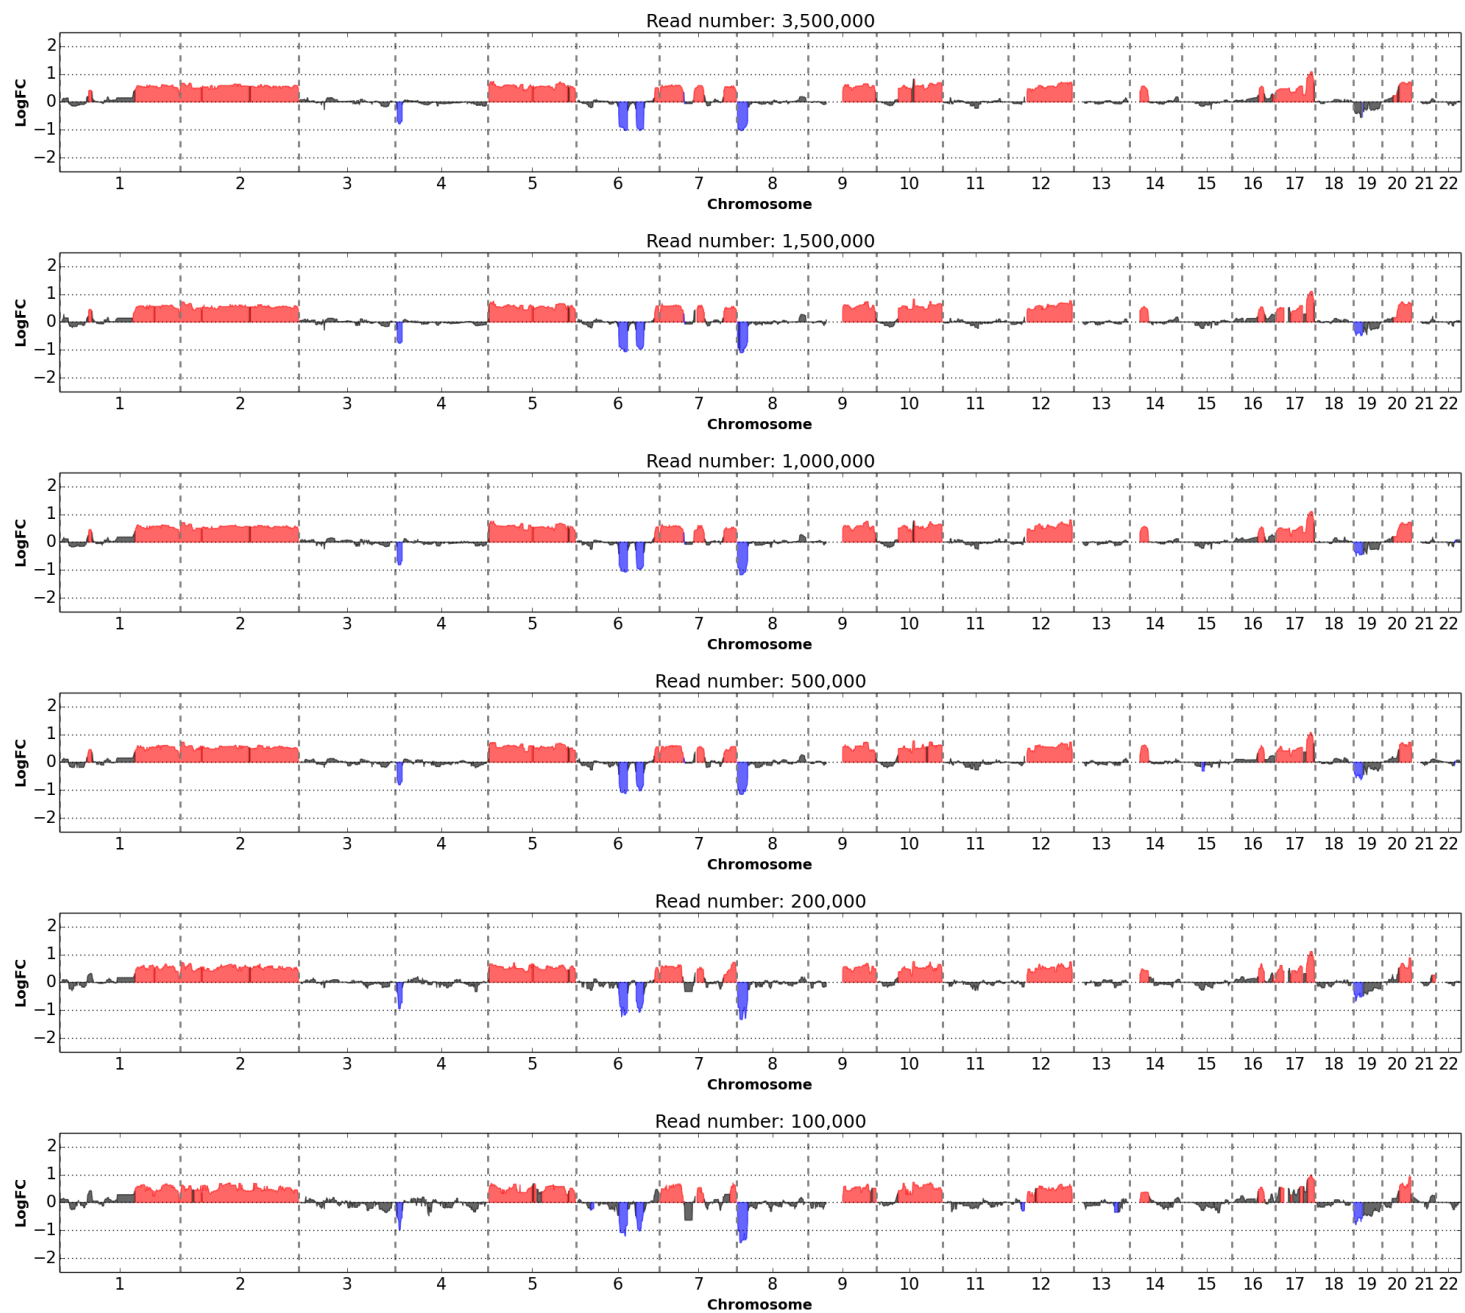 Read number: 3,500,000
LogFC
2
1
0
−1
−2
1 2 3 4 5 6 7 8 9 10 11 12 13 14 15 16 17 18 19 20 21 22
Chromosome
Read number: 1,500,000
LogFC
2
1
0
−1
−2
1 2 3 4 5 6 7 8 9 10 11 12 13 14 15 16 17 18 19 20 21 22
Chromosome
Read number: 1,000,000
LogFC
2
1
0
−1
−2
1 2 3 4 5 6 7 8 9 10 11 12 13 14 15 16 17 18 19 20 21 22
Chromosome
Read number: 500,000
LogFC
2
1
0
−1
−2
1 2 3 4 5 6 7 8 9 10 11 12 13 14 15 16 17 18 19 20 21 22
Chromosome
Read number: 200,000
LogFC
2
1
0
−1
−2
1 2 3 4 5 6 7 8 9 10 11 12 13 14 15 16 17 18 19 20 21 22
Chromosome
Read number: 100,000
LogFC
2
1
0
−1
−2
1 2 3 4 5 6 7 8 9 10 11 12 13 14 15 16 17 18 19 20 21 22
Chromosome